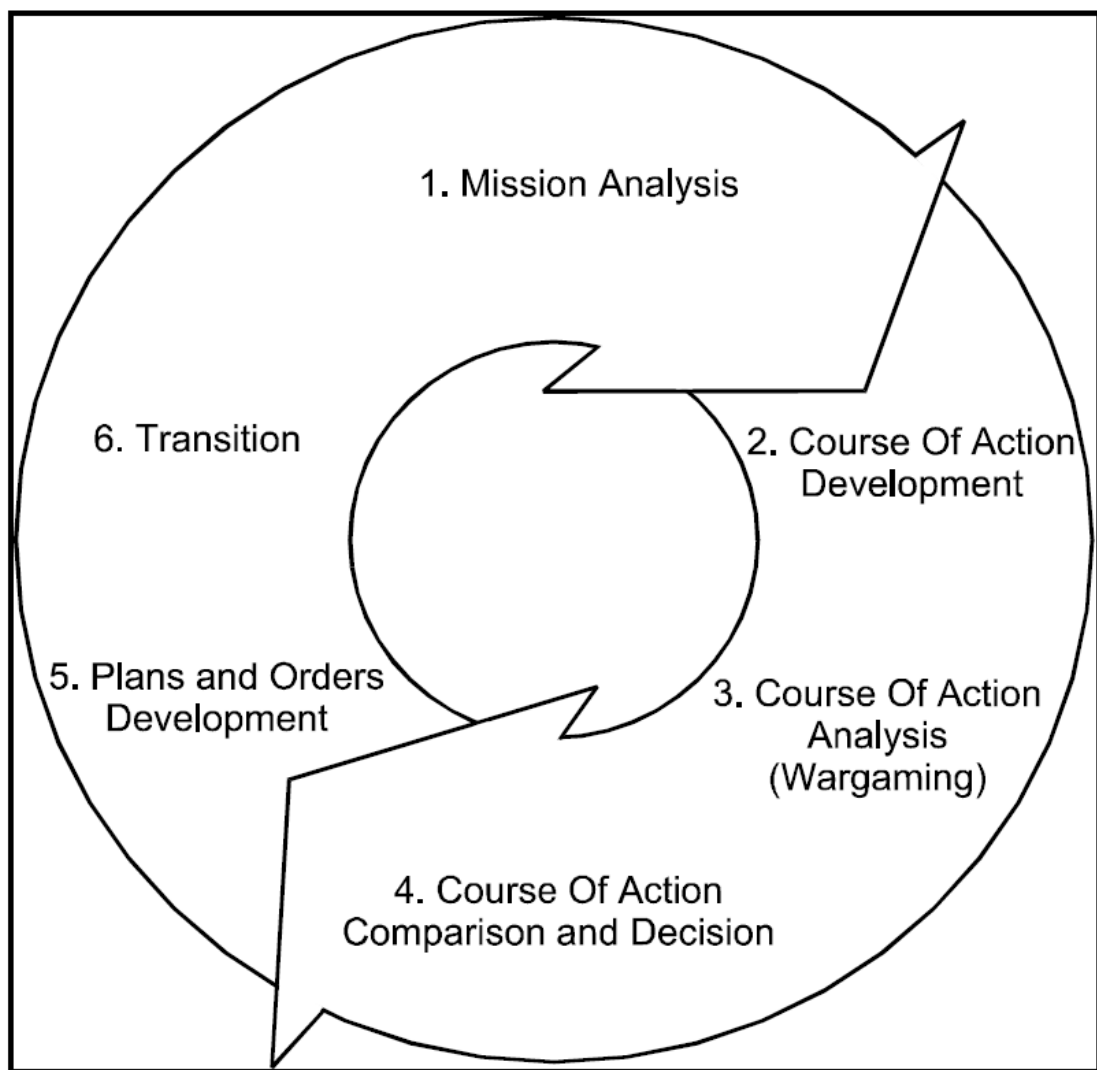 1. Mission Analysis
2. Course Of Action
Development
3. Course Of Action
Analysis
(Wargaming)
4. Course Of Action
Comparison and Decision
5. Plans and Orders
Development
6. Transition